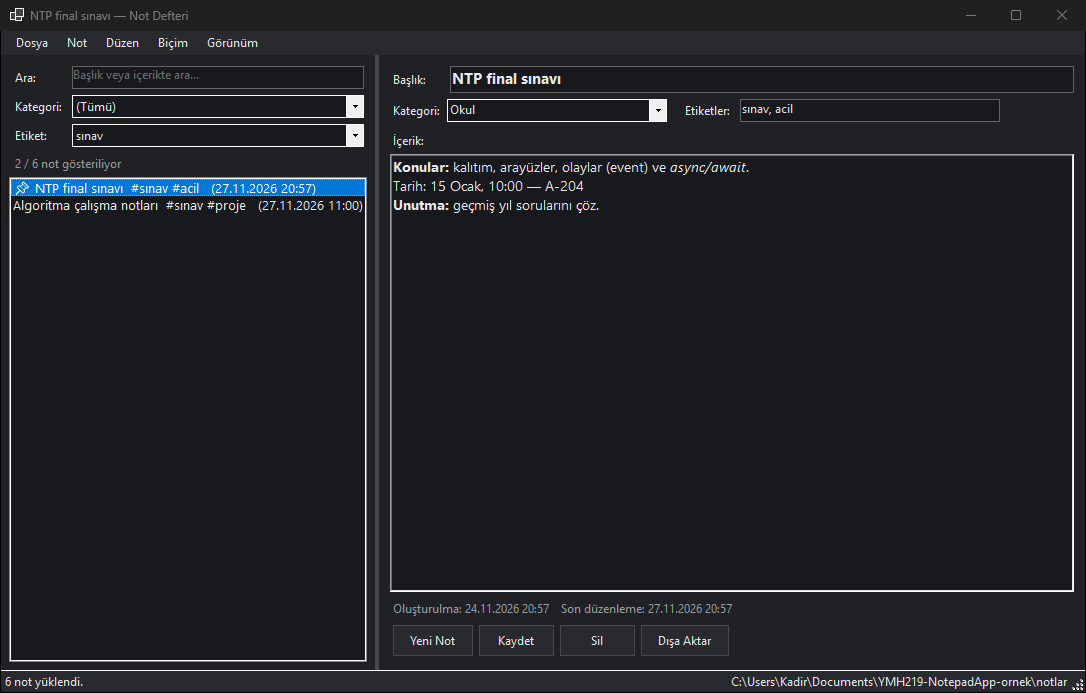 NTP final sınavı — Not Defteri
Dosya Not Düzen Biçim Görünüm
Ara: Başlık veya içerikte ara...
Kategori: (Tümü)
Etiket: sınav
2 / 6 not gösteriliyor
NTP final sınavı #sınav #acil (27.11.2026 20:57)
Algoritma çalışma notları #sınav #proje (27.11.2026 11:00)
Başlık: NTP final sınavı
Kategori: Okul Etiketler: sınav, acil
İçerik:
Konular: kalıtım, arayüzler, olaylar (event) ve async/await.
Tarih: 15 Ocak, 10:00 — A-204
Unutma: geçmiş yıl sorularını çöz.
Oluşturulma: 24.11.2026 20:57 Son düzenleme: 27.11.2026 20:57
Yeni Not Kaydet Sil Dışa Aktar
6 not yüklendi. C:\Users\Kadir\Documents\YMH219-NotepadApp-ornek\notlar